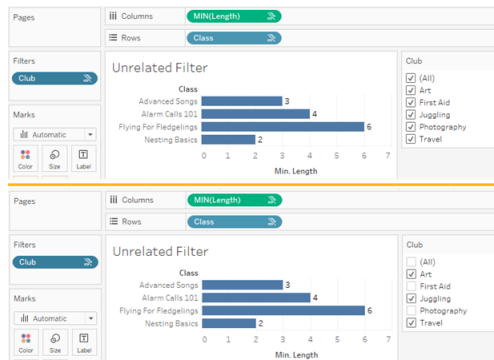 Pages
Columns
MIN(Length)
Rows
Class
Filters
Club
Marks
Automatic
Color Size Label
Unrelated Filter
Class
Advanced Songs 3
Alarm Calls 101 4
Flying For Fledgelings 6
Nesting Basics 2
0 1 2 3 4 5 6 7
Min. Length
Club
(All)
Art
First Aid
Juggling
Photography
Travel
Pages
Columns
MIN(Length)
Rows
Class
Filters
Club
Marks
Automatic
Color Size Label
Unrelated Filter
Class
Advanced Songs 3
Alarm Calls 101 4
Flying For Fledgelings 6
Nesting Basics 2
0 1 2 3 4 5 6 7
Min. Length
Club
(All)
Art
First Aid
Juggling
Photography
Travel